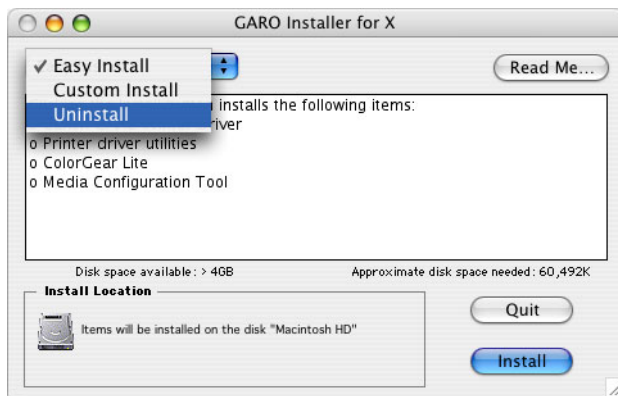 GARO Installer for X
✓ Easy Install
Custom Install
Uninstall
Read Me...
installs the following items:
river
o Printer driver utilities
o ColorGear Lite
o Media Configuration Tool
Disk space available: > 4GB
Approximate disk space needed: 60,492K
Install Location
Items will be installed on the disk "Macintosh HD"
Quit
Install